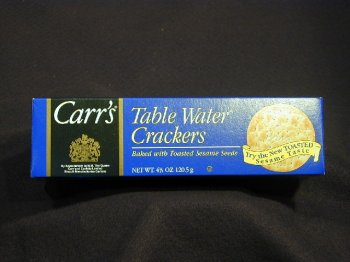 Carr's
Table Water
Crackers
Baked with Toasted Sesame Seeds
NET WT. 4¼ OZ. 120.5 g
Try the New TOASTED
Sesame Taste